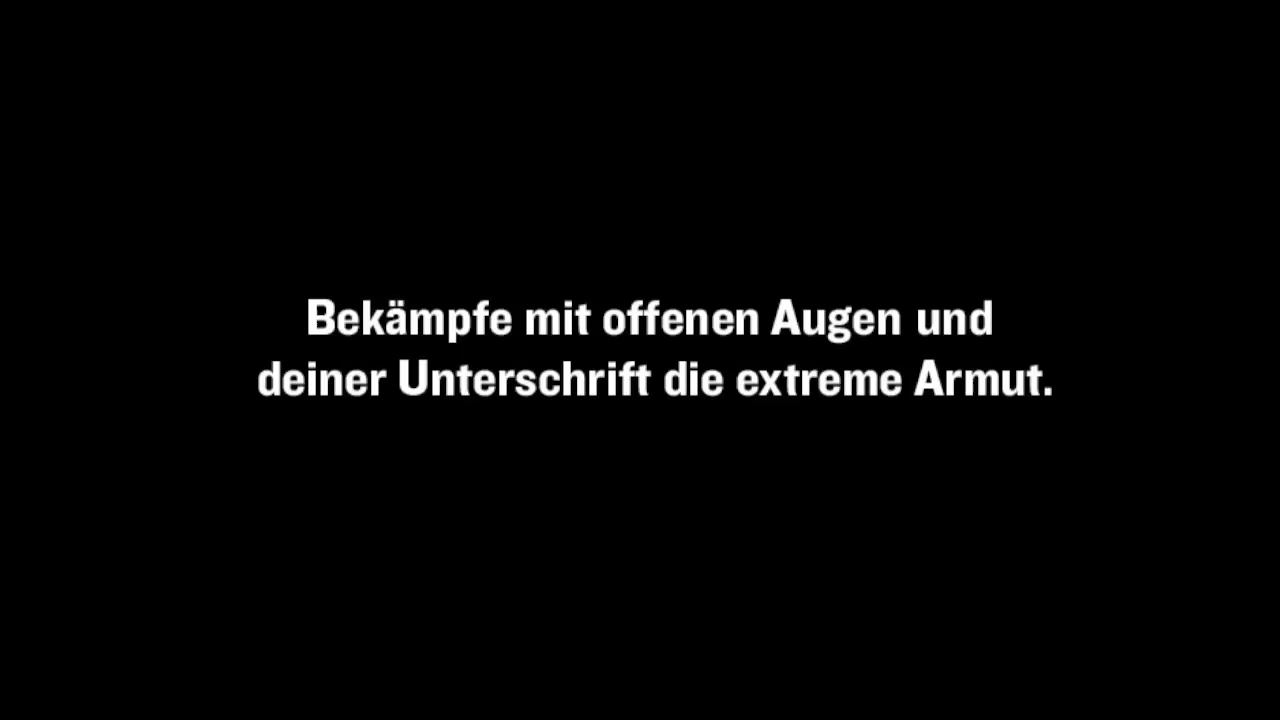 Bekämpfe mit offenen Augen und
deiner Unterschrift die extreme Armut.